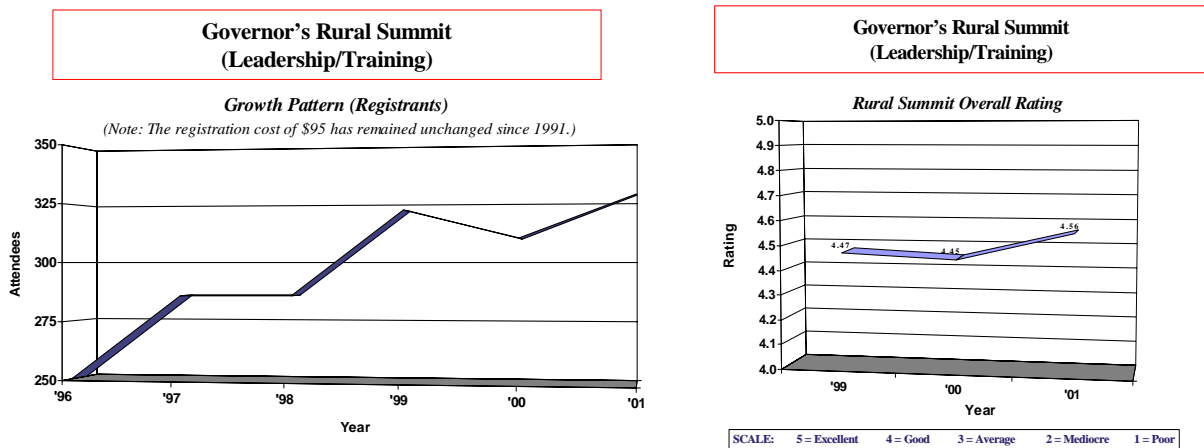 Governor's Rural Summit
(Leadership/Training)
Growth Pattern (Registrants)
(Note: The registration cost of $95 has remained unchanged since 1991.)
350
325
300
275
250
Attendees
'96 '97 '98 '99 '00 '01
Year
Governor's Rural Summit
(Leadership/Training)
Rural Summit Overall Rating
5.0
4.9
4.8
4.7
4.6
4.5
4.4
4.3
4.2
4.1
4.0
Rating
4.47 4.45 4.56
'99 '00 '01
Year
SCALE: 5 = Excellent 4 = Good 3 = Average 2 = Mediocre 1 = Poor